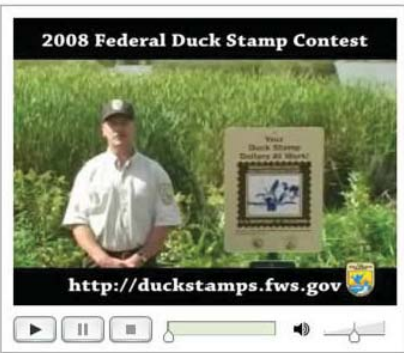 2008 Federal Duck Stamp Contest
Your
Duck Stamp
Dollars At Work!
http://duckstamps.fws.gov